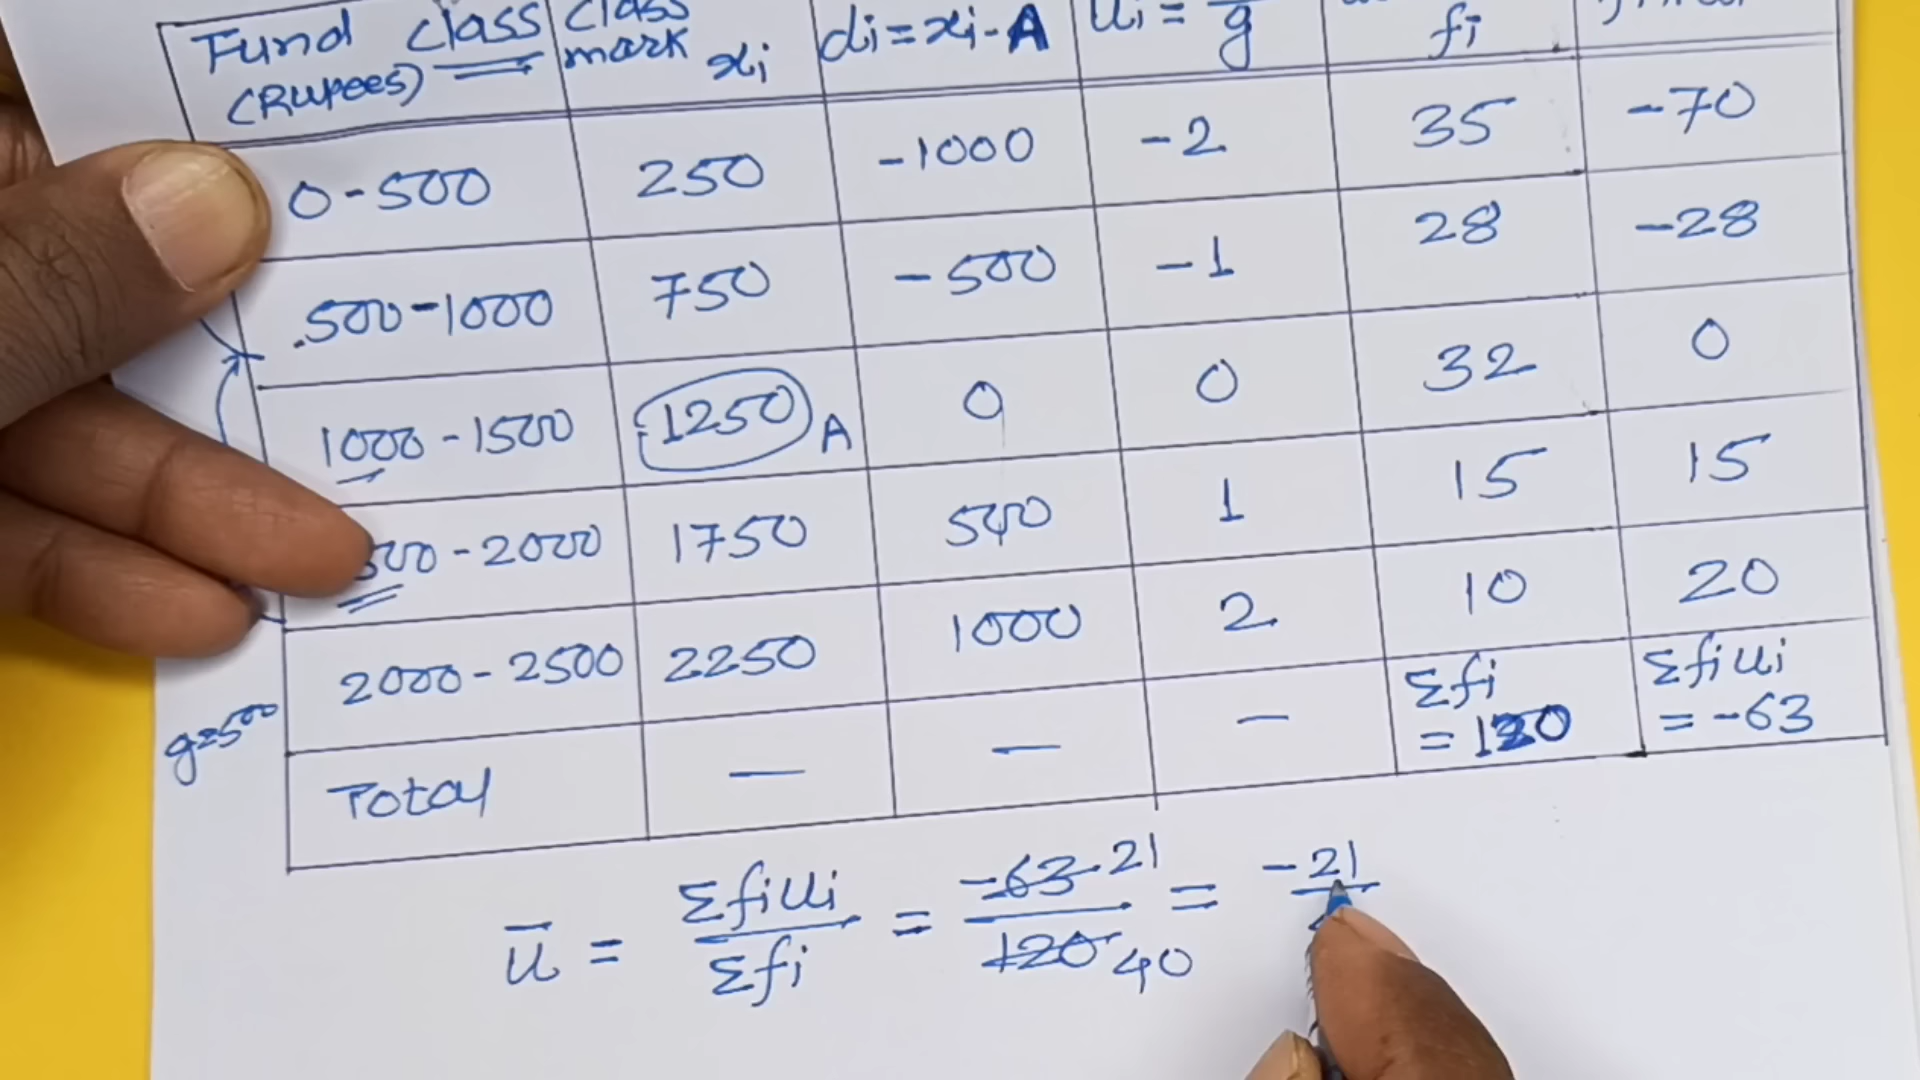 Fund class class dᵢ=xᵢ-A uᵢ= g fᵢ
(Rupees) mark xᵢ
0-500 250 -1000 -2 35 -70
500-1000 750 -500 -1 28 -28
1000-1500 1250 A 0 0 32 0
00-2000 1750 500 1 15 15
2000-2500 2250 1000 2 10 20
g=500
Total — — — Σfᵢ = 120 Σfᵢuᵢ = -63
ū = Σfᵢuᵢ / Σfᵢ = -63 -21 / 120 40 = -21